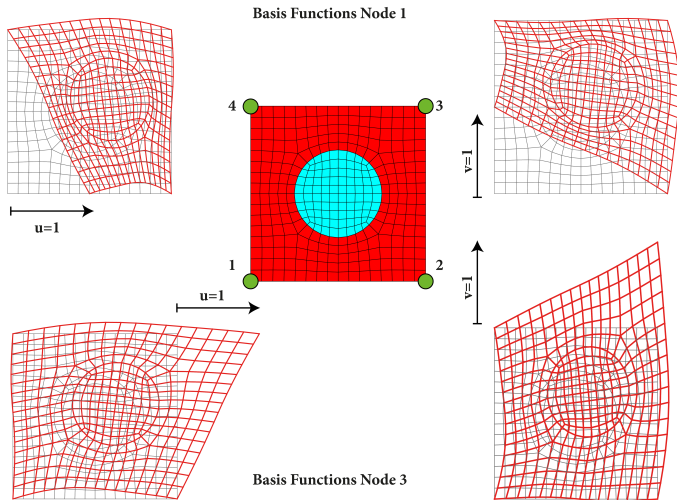 Basis Functions Node 1
4
3
v=1
u=1
1
2
u=1
v=1
Basis Functions Node 3